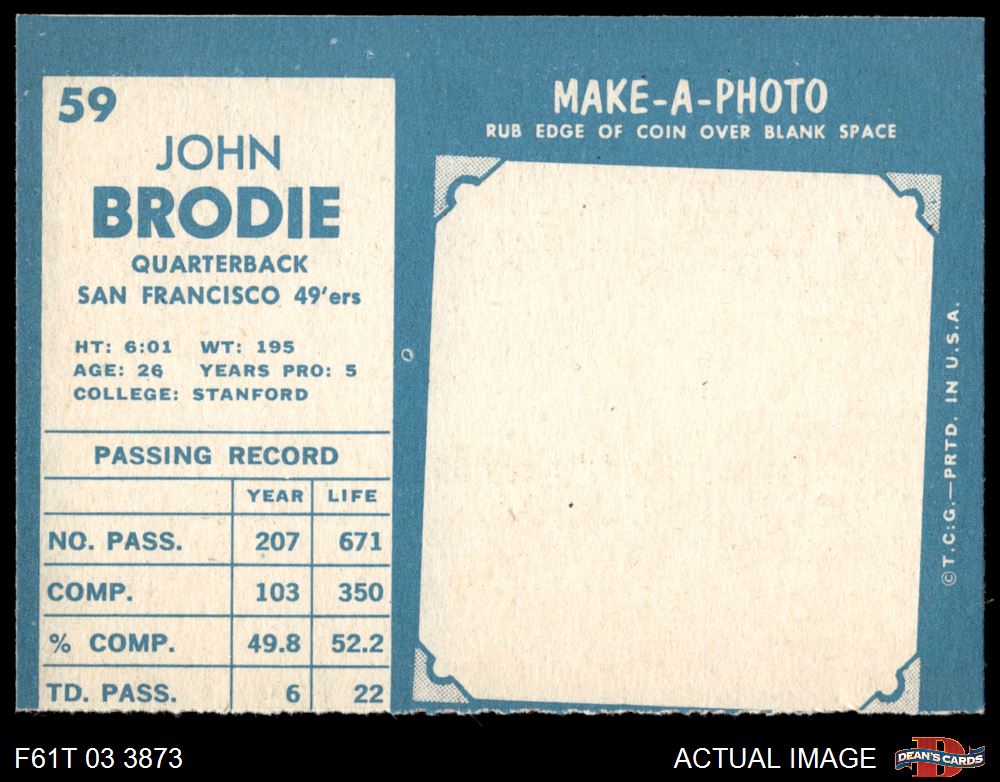 59
JOHN
BRODIE
QUARTERBACK
SAN FRANCISCO 49'ers
HT: 6:01 WT: 195
AGE: 26 YEARS PRO: 5
COLLEGE: STANFORD
PASSING RECORD
YEAR LIFE
NO. PASS. 207 671
COMP. 103 350
% COMP. 49.8 52.2
TD. PASS. 6 22
MAKE-A-PHOTO
RUB EDGE OF COIN OVER BLANK SPACE
©T.C.G.—PRTD. IN U.S.A.
F61T 03 3873
ACTUAL IMAGE
D
DEAN'S CARDS